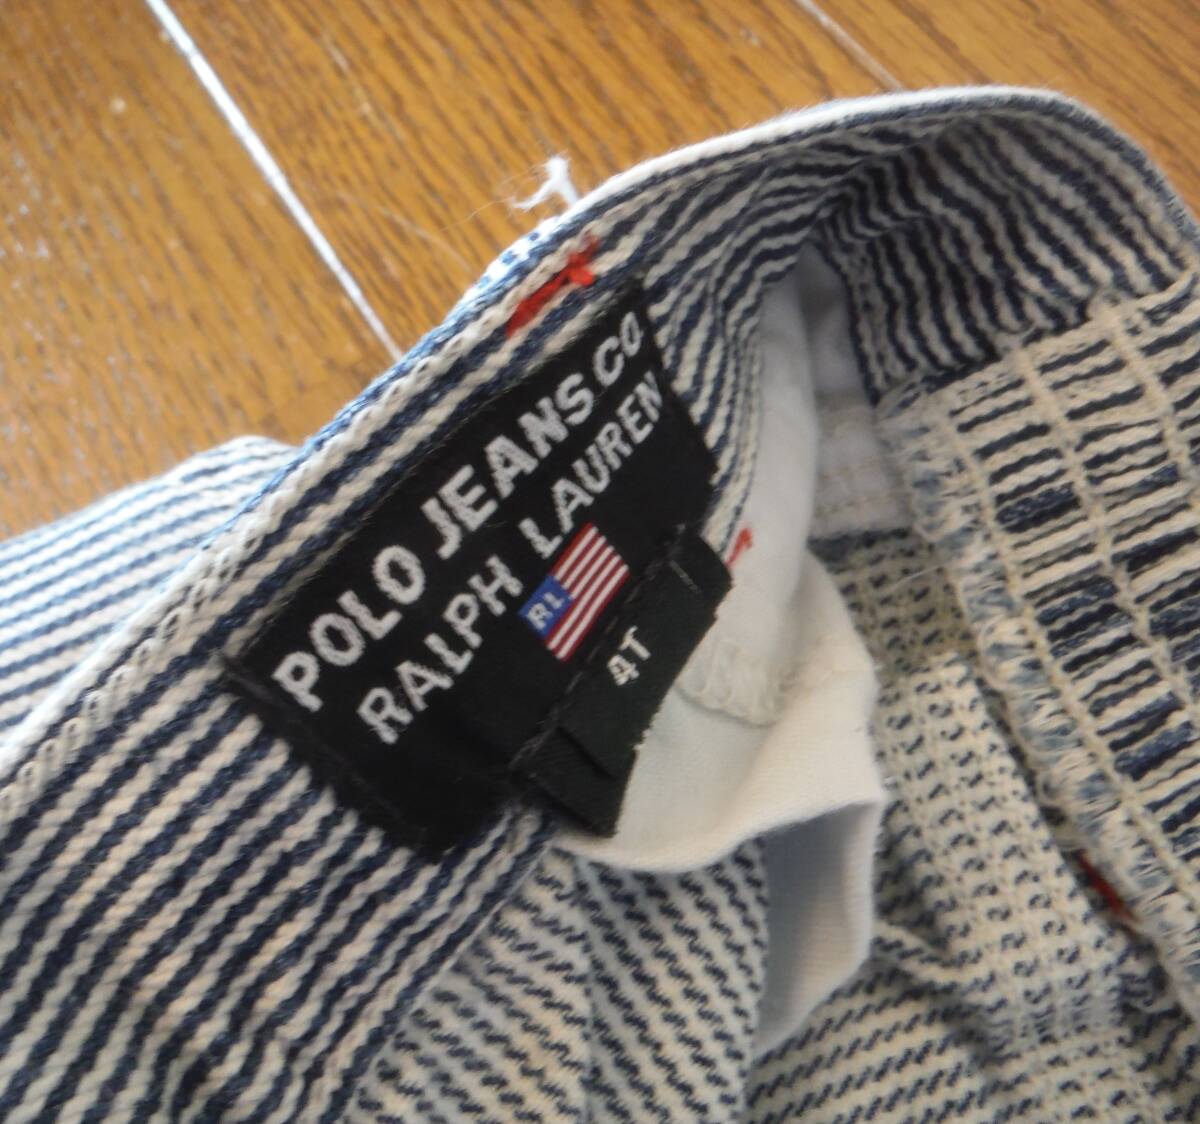 POLO JEANS CO.
RALPH LAUREN
RL
4T